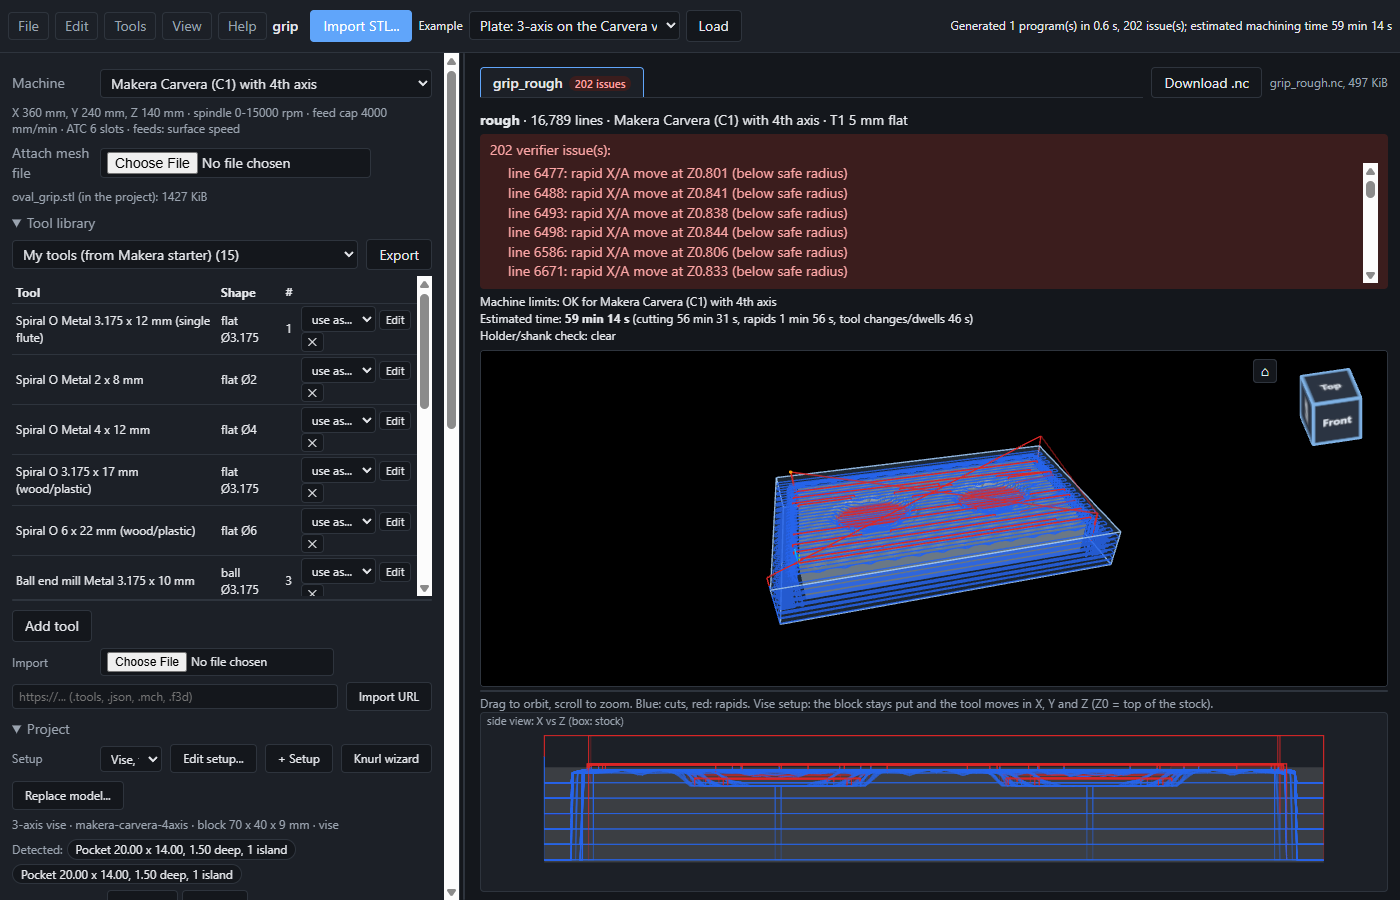 File Edit Tools View Help grip Import STL... Example Plate: 3-axis on the Carvera v Load Generated 1 program(s) in 0.6 s, 202 issue(s); estimated machining time 59 min 14 s
Machine Makera Carvera (C1) with 4th axis
X 360 mm, Y 240 mm, Z 140 mm · spindle 0-15000 rpm · feed cap 4000
mm/min · ATC 6 slots · feeds: surface speed
Attach mesh
file
Choose File No file chosen
oval_grip.stl (in the project): 1427 KiB
Tool library
My tools (from Makera starter) (15) Export
Tool Shape #
Spiral O Metal 3.175 x 12 mm (single
flute)
flat
Ø3.175
1 use as... Edit
×
Spiral O Metal 2 x 8 mm flat Ø2 use as... Edit
×
Spiral O Metal 4 x 12 mm flat Ø4 use as... Edit
×
Spiral O 3.175 x 17 mm
(wood/plastic)
flat
Ø3.175
use as... Edit
×
Spiral O 6 x 22 mm (wood/plastic) flat Ø6 use as... Edit
×
Ball end mill Metal 3.175 x 10 mm ball
Ø3.175
3 use as... Edit
×
Add tool
Import Choose File No file chosen
https://... (.tools, .json, .mch, .f3d) Import URL
Project
Setup Vise, Edit setup... + Setup Knurl wizard
Replace model...
3-axis vise · makera-carvera-4axis · block 70 x 40 x 9 mm · vise
Detected: Pocket 20.00 x 14.00, 1.50 deep, 1 island
Pocket 20.00 x 14.00, 1.50 deep, 1 island
grip_rough 202 issues Download .nc grip_rough.nc, 497 KiB
rough · 16,789 lines · Makera Carvera (C1) with 4th axis · T1 5 mm flat
202 verifier issue(s):
line 6477: rapid X/A move at Z0.801 (below safe radius)
line 6488: rapid X/A move at Z0.841 (below safe radius)
line 6493: rapid X/A move at Z0.838 (below safe radius)
line 6498: rapid X/A move at Z0.844 (below safe radius)
line 6586: rapid X/A move at Z0.806 (below safe radius)
line 6671: rapid X/A move at Z0.833 (below safe radius)
Machine limits: OK for Makera Carvera (C1) with 4th axis
Estimated time: 59 min 14 s (cutting 56 min 31 s, rapids 1 min 56 s, tool changes/dwells 46 s)
Holder/shank check: clear
Top
Front
Drag to orbit, scroll to zoom. Blue: cuts, red: rapids. Vise setup: the block stays put and the tool moves in X, Y and Z (Z0 = top of the stock).
side view: X vs Z (box: stock)